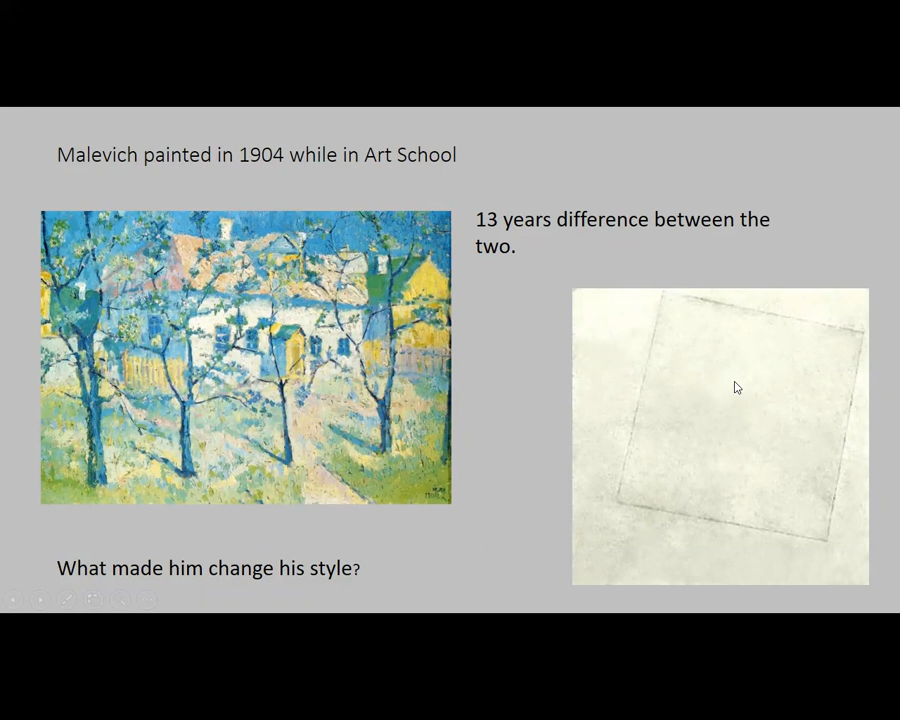 Malevich painted in 1904 while in Art School
13 years difference between the
two.
What made him change his style?